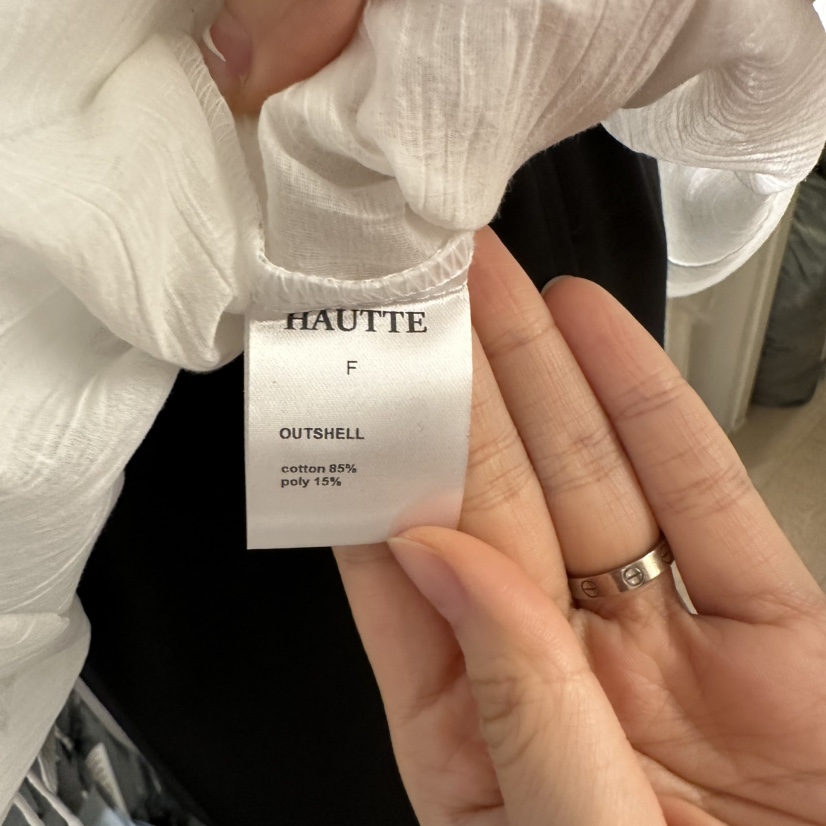 HAUTTE
F
OUTSHELL
cotton 85%
poly 15%